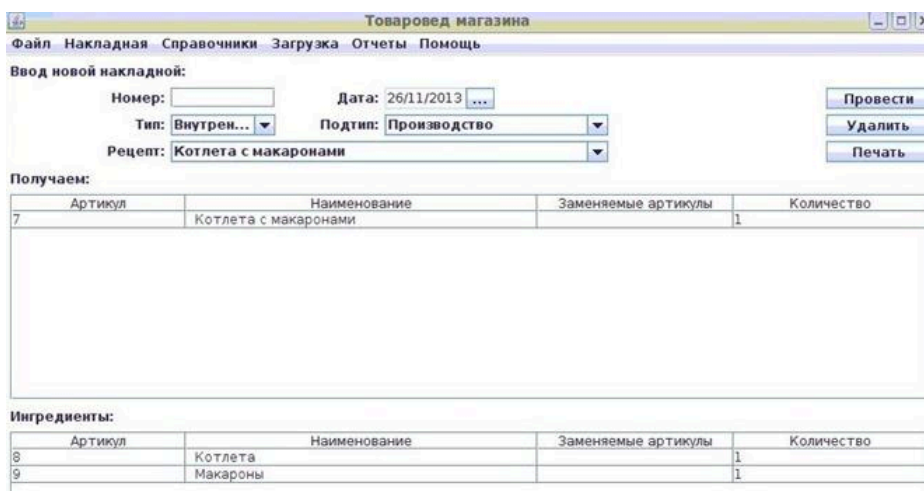 Товаровед магазина
Файл Накладная Справочники Загрузка Отчеты Помощь
Ввод новой накладной:
Номер: Дата: 26/11/2013 ... Провести
Тип: Внутрен... Подтип: Производство Удалить
Рецепт: Котлета с макаронами Печать
Получаем:
Артикул Наименование Заменяемые артикулы Количество
7 Котлета с макаронами 1
Ингредиенты:
Артикул Наименование Заменяемые артикулы Количество
8 Котлета 1
9 Макароны 1